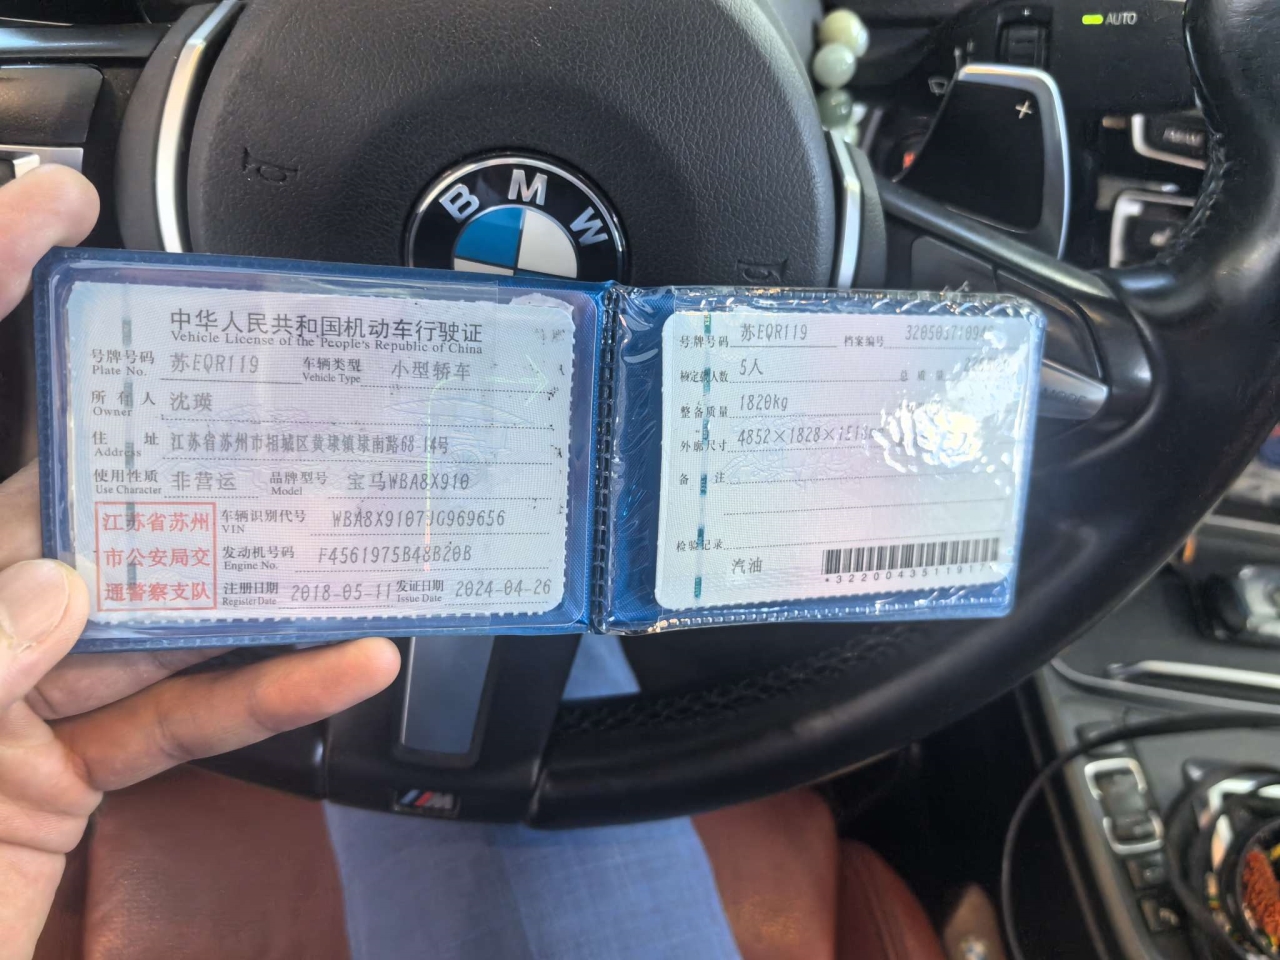 AUTO
B M W
中华人民共和国机动车行驶证
Vehicle License of the People's Republic of China
号牌号码 苏EQR119 车辆类型 小型轿车
Plate No. Vehicle Type
所有人 沈瑛
Owner
住址 江苏省苏州市相城区黄埭镇绿南路68-14号
Address
使用性质 非营运 品牌型号 宝马WBA8X910
Use Character Model
江苏省苏州
市公安局交
通警察支队
车辆识别代号 WBA8X9107JG969656
VIN
发动机号码 F4561975B48B20B
Engine No.
注册日期 2018-05-11 发证日期 2024-04-26
Register Date Issue Date
号牌号码 苏EQR119 档案编号
核定载人数 5人 总质量
整备质量 1820kg
外廓尺寸 4852×1828×
备注
检验记录
汽油
M